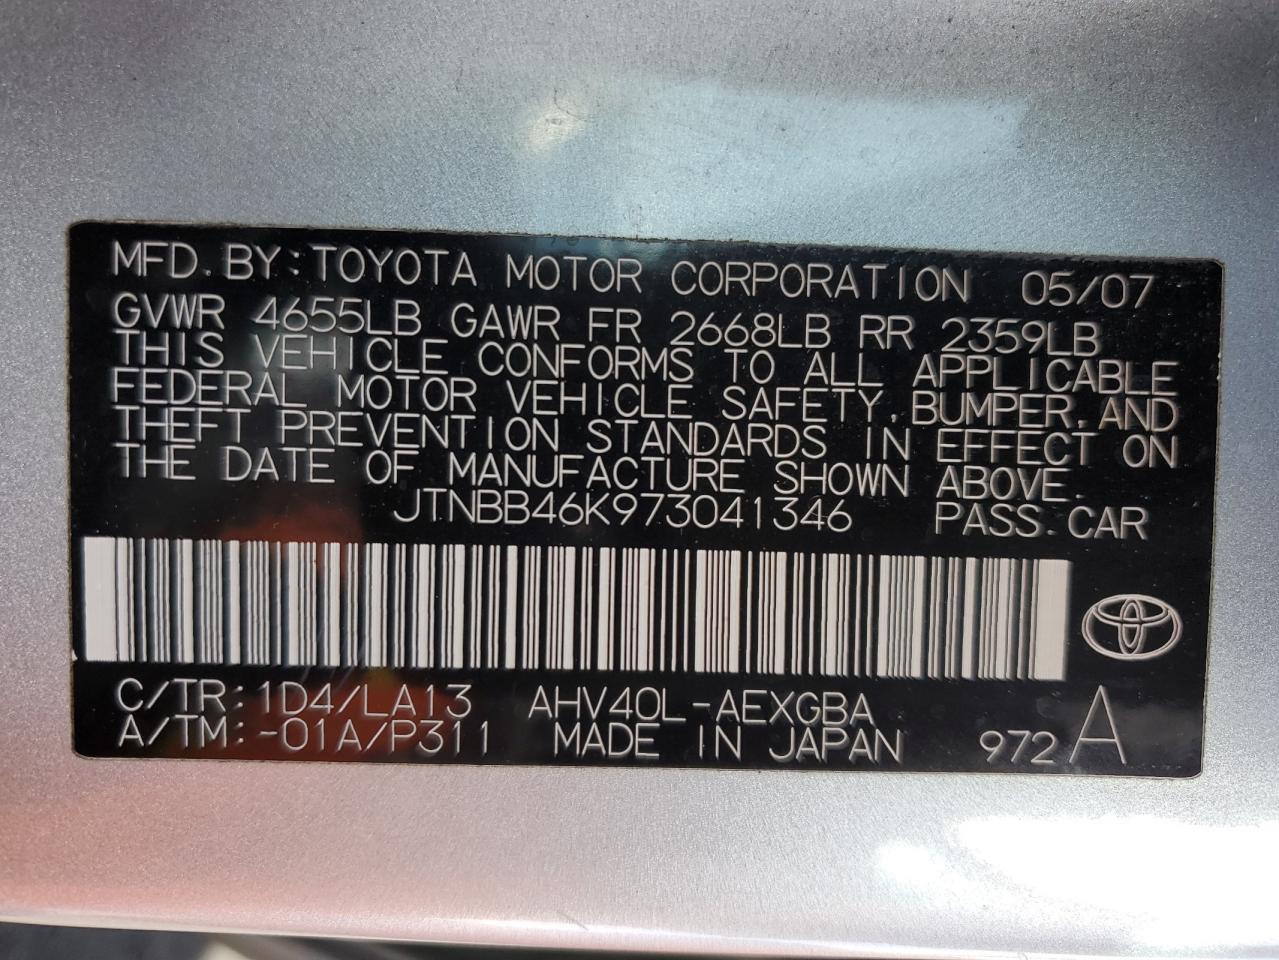 MFD. BY: TOYOTA MOTOR CORPORATION 05/07
GVWR 4655LB GAWR FR 2668LB RR 2359LB
THIS VEHICLE CONFORMS TO ALL APPLICABLE
FEDERAL MOTOR VEHICLE SAFETY, BUMPER, AND
THEFT PREVENTION STANDARDS IN EFFECT ON
THE DATE OF MANUFACTURE SHOWN ABOVE.
JTNBB46K973041346 PASS. CAR
C/TR: 1D4/LA13 AHV40L-AEXGBA
A/TM: -01A/P311 MADE IN JAPAN 972 A